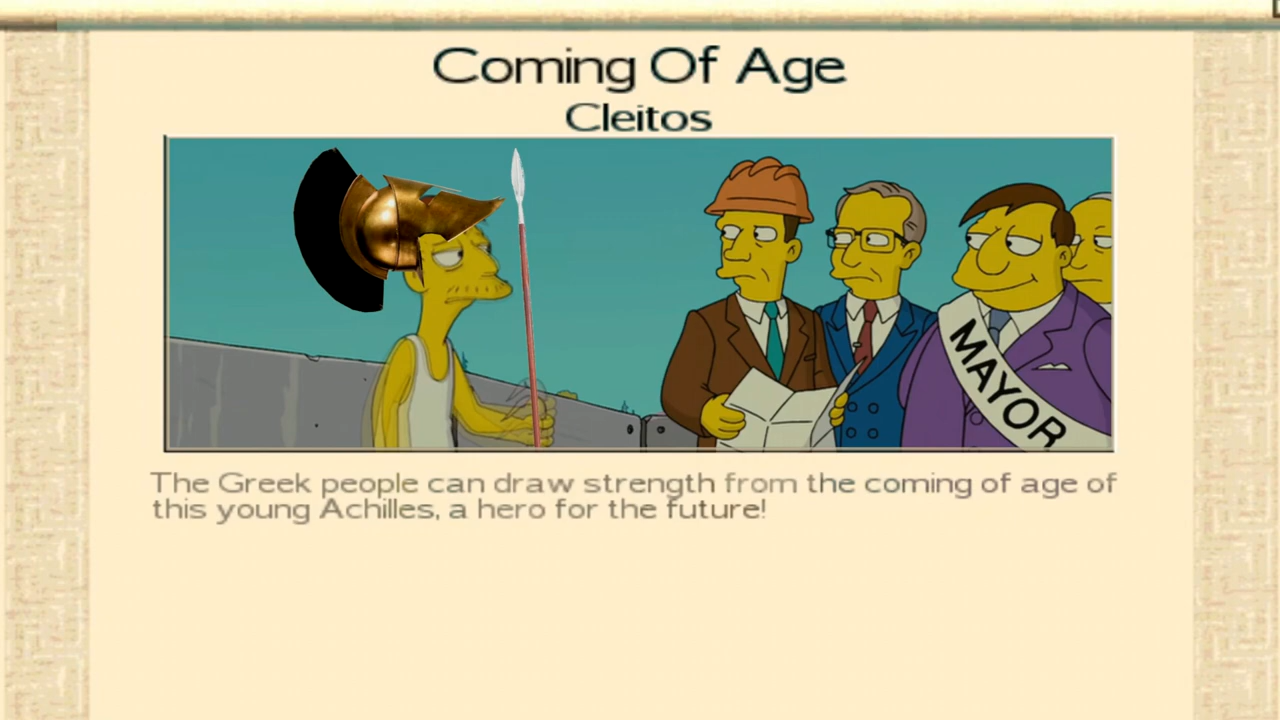 Coming Of Age
Cleitos
MAYOR
The Greek people can draw strength from the coming of age of
this young Achilles, a hero for the future!